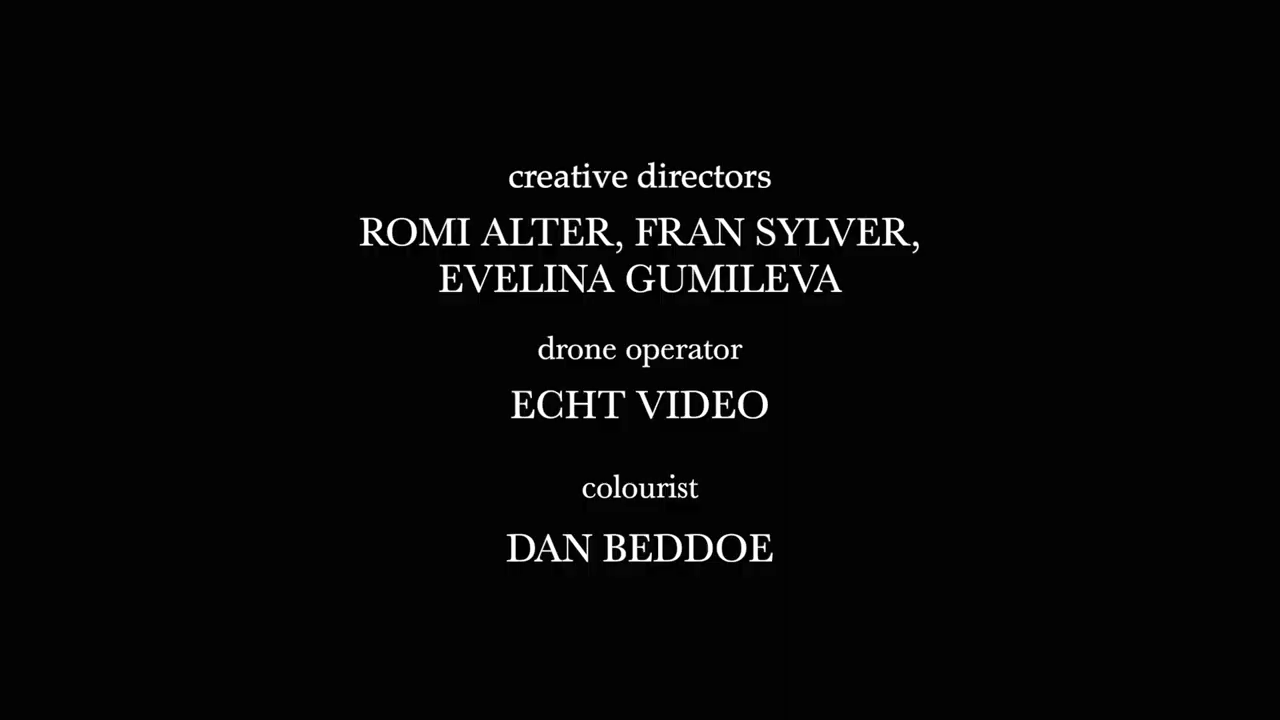 creative directors
ROMI ALTER, FRAN SYLVER,
EVELINA GUMILEVA
drone operator
ECHT VIDEO
colourist
DAN BEDDOE